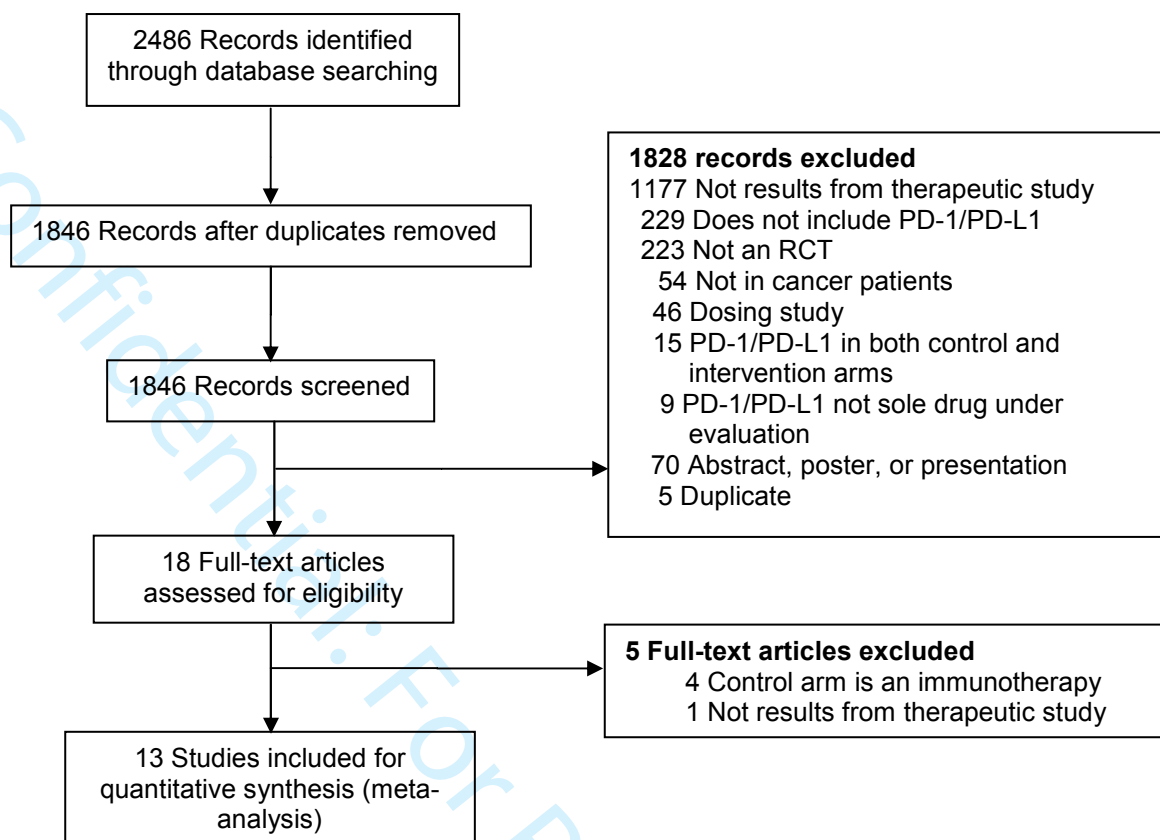 2486 Records identified
through database searching
1846 Records after duplicates removed
1846 Records screened
1828 records excluded
1177 Not results from therapeutic study
229 Does not include PD-1/PD-L1
223 Not an RCT
54 Not in cancer patients
46 Dosing study
15 PD-1/PD-L1 in both control and
intervention arms
9 PD-1/PD-L1 not sole drug under
evaluation
70 Abstract, poster, or presentation
5 Duplicate
18 Full-text articles
assessed for eligibility
5 Full-text articles excluded
4 Control arm is an immunotherapy
1 Not results from therapeutic study
13 Studies included for
quantitative synthesis (meta-
analysis)
Confidential: For